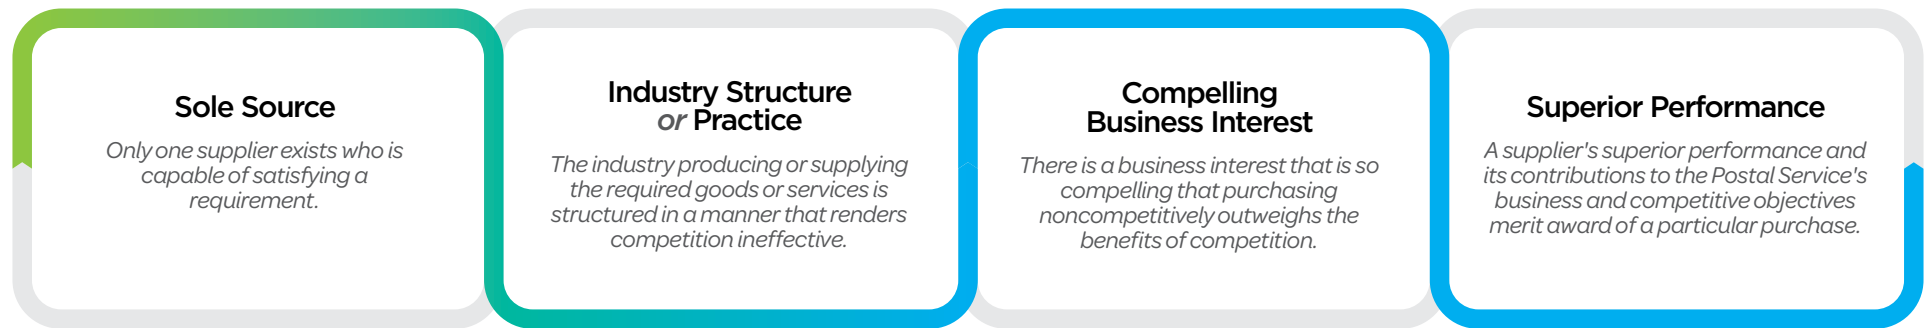 Sole Source
Only one supplier exists who is
capable of satisfying a
requirement.
Industry Structure
or Practice
The industry producing or supplying
the required goods or services is
structured in a manner that renders
competition ineffective.
Compelling
Business Interest
There is a business interest that is so
compelling that purchasing
noncompetitively outweighs the
benefits of competition.
Superior Performance
A supplier's superior performance and
its contributions to the Postal Service's
business and competitive objectives
merit award of a particular purchase.